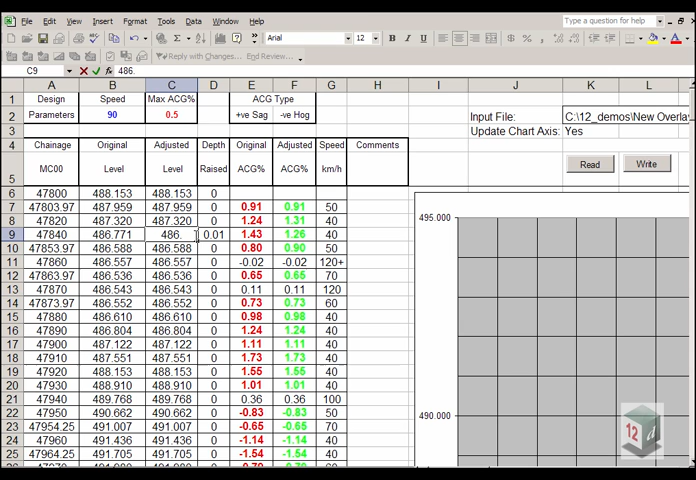 File Edit View Insert Format Tools Data Window Help Type a question for help
Arial 12 B I U
Reply with Changes... End Review...
C9 486.
A B C D E F G H I J K L
1 Design Speed Max ACG% ACG Type
2 Parameters 90 0.5 +ve Sag -ve Hog Input File: C:\12_demos\New Overlay
3 Update Chart Axis: Yes
4 Chainage Original Adjusted Depth Original Adjusted Speed Comments
5 MC00 Level Level Raised ACG% ACG% km/h Read Write
6 47800 488.153 488.153 0
7 47803.97 487.959 487.959 0 0.91 0.91 50 495.000
8 47820 487.320 487.320 0 1.24 1.31 40
9 47840 486.771 486. 0.01 1.43 1.26 40
10 47853.97 486.588 486.588 0 0.80 0.90 50
11 47860 486.557 486.557 0 -0.02 -0.02 120+
12 47863.97 486.536 486.536 0 0.65 0.65 70
13 47870 486.543 486.543 0 0.11 0.11 120
14 47873.97 486.552 486.552 0 0.73 0.73 60
15 47880 486.610 486.610 0 0.98 0.98 40
16 47890 486.804 486.804 0 1.24 1.24 40
17 47900 487.122 487.122 0 1.11 1.11 40
18 47910 487.551 487.551 0 1.73 1.73 40
19 47920 488.153 488.153 0 1.55 1.55 40
20 47930 488.910 488.910 0 1.01 1.01 40
21 47940 489.768 489.768 0 0.36 0.36 100
22 47950 490.662 490.662 0 -0.83 -0.83 50 490.000
23 47954.25 491.007 491.007 0 -0.65 -0.65 70
24 47960 491.436 491.436 0 -1.14 -1.14 40
25 47964.25 491.705 491.705 0 -1.54 -1.54 40
12 d